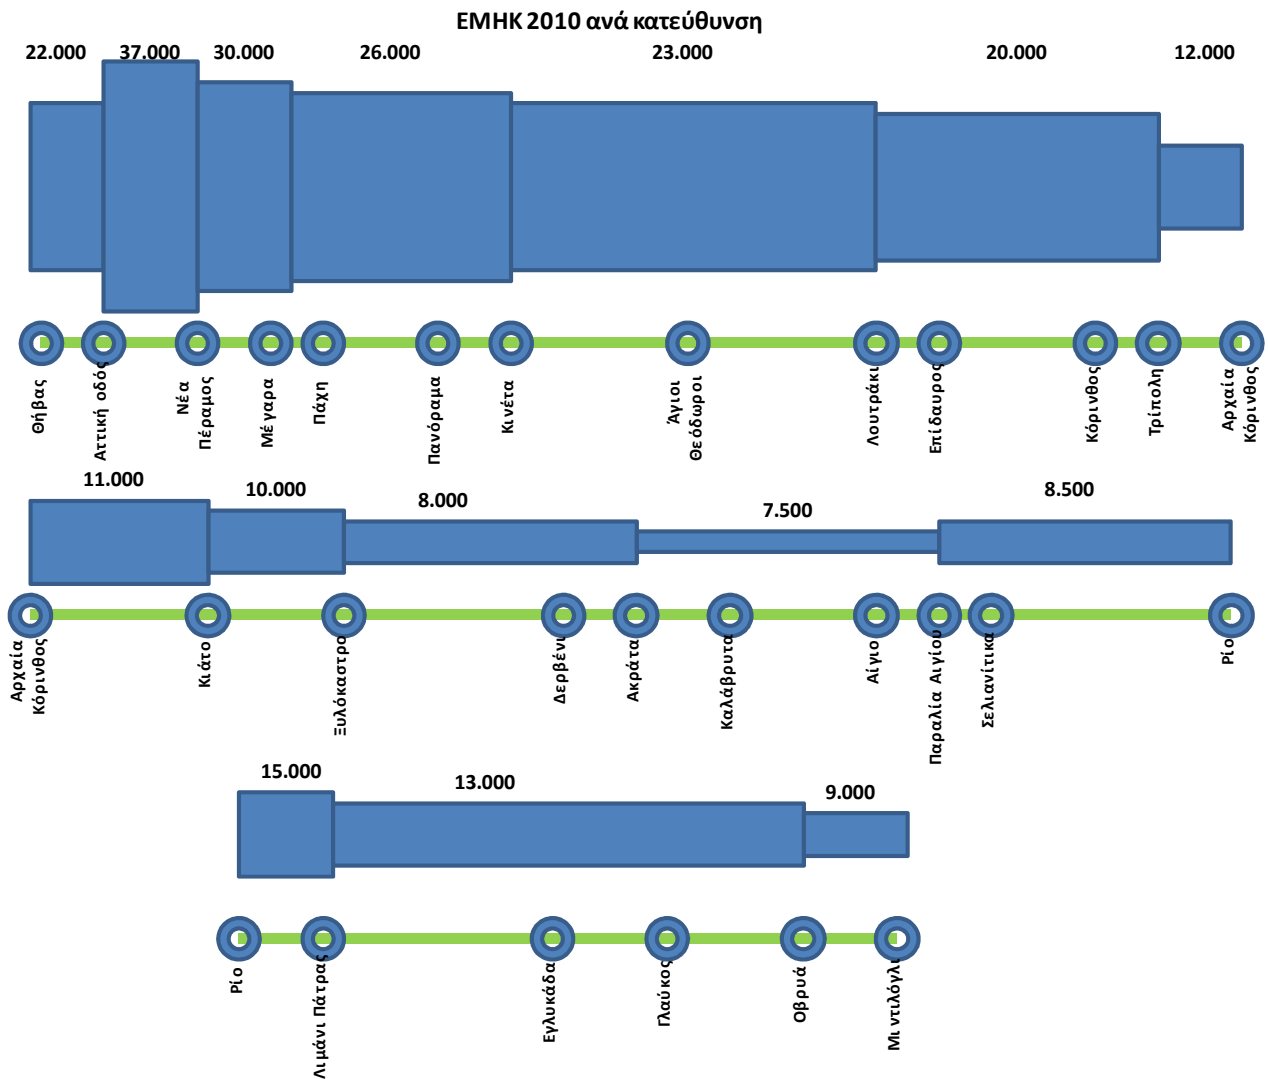 ΕΜΗΚ 2010 ανά κατεύθυνση
22.000
37.000
30.000
26.000
23.000
20.000
12.000
Θήβας
Αττική οδός
Νέα
Πέραμος
Μέγαρα
Πάχη
Πανόραμα
Κινέτα
Άγιοι
Θεόδωροι
Λουτράκι
Επίδαυρος
Κόρινθος
Τρίπολη
Αρχαία
Κόρινθος
11.000
10.000
8.000
7.500
8.500
Αρχαία
Κόρινθος
Κιάτο
Ξυλόκαστρο
Δερβένι
Ακράτα
Καλάβρυτα
Αίγιο
Παραλία Αιγίου
Σελιανίτικα
Ρίο
15.000
13.000
9.000
Ρίο
Λιμάνι Πάτρας
Εγλυκάδα
Γλαύκος
Οβρυά
Μιντιλόγλι